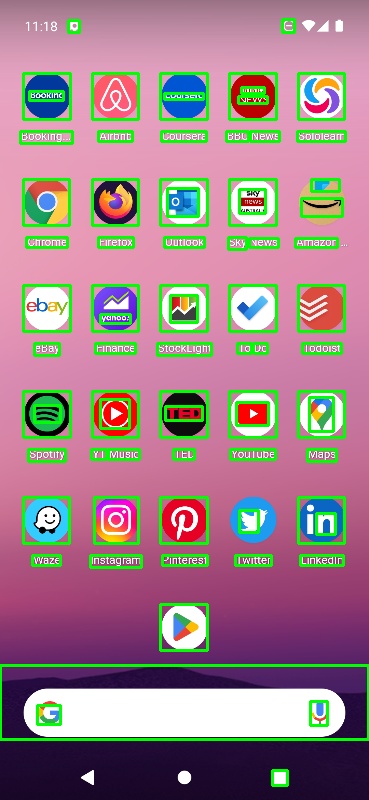 11:18
Booking
Coursera
BBC NEWS
Booking...
Airbnb
Coursera
BBC News
Sololearn
sky
news
Chrome
Firefox
Outlook
Sky News
Amazon ...
ebay
yahoo!
eBay
Finance
StockLight
To Do
Todoist
TED
Spotify
YT Music
TED
YouTube
Maps
in
Waze
Instagram
Pinterest
Twitter
LinkedIn